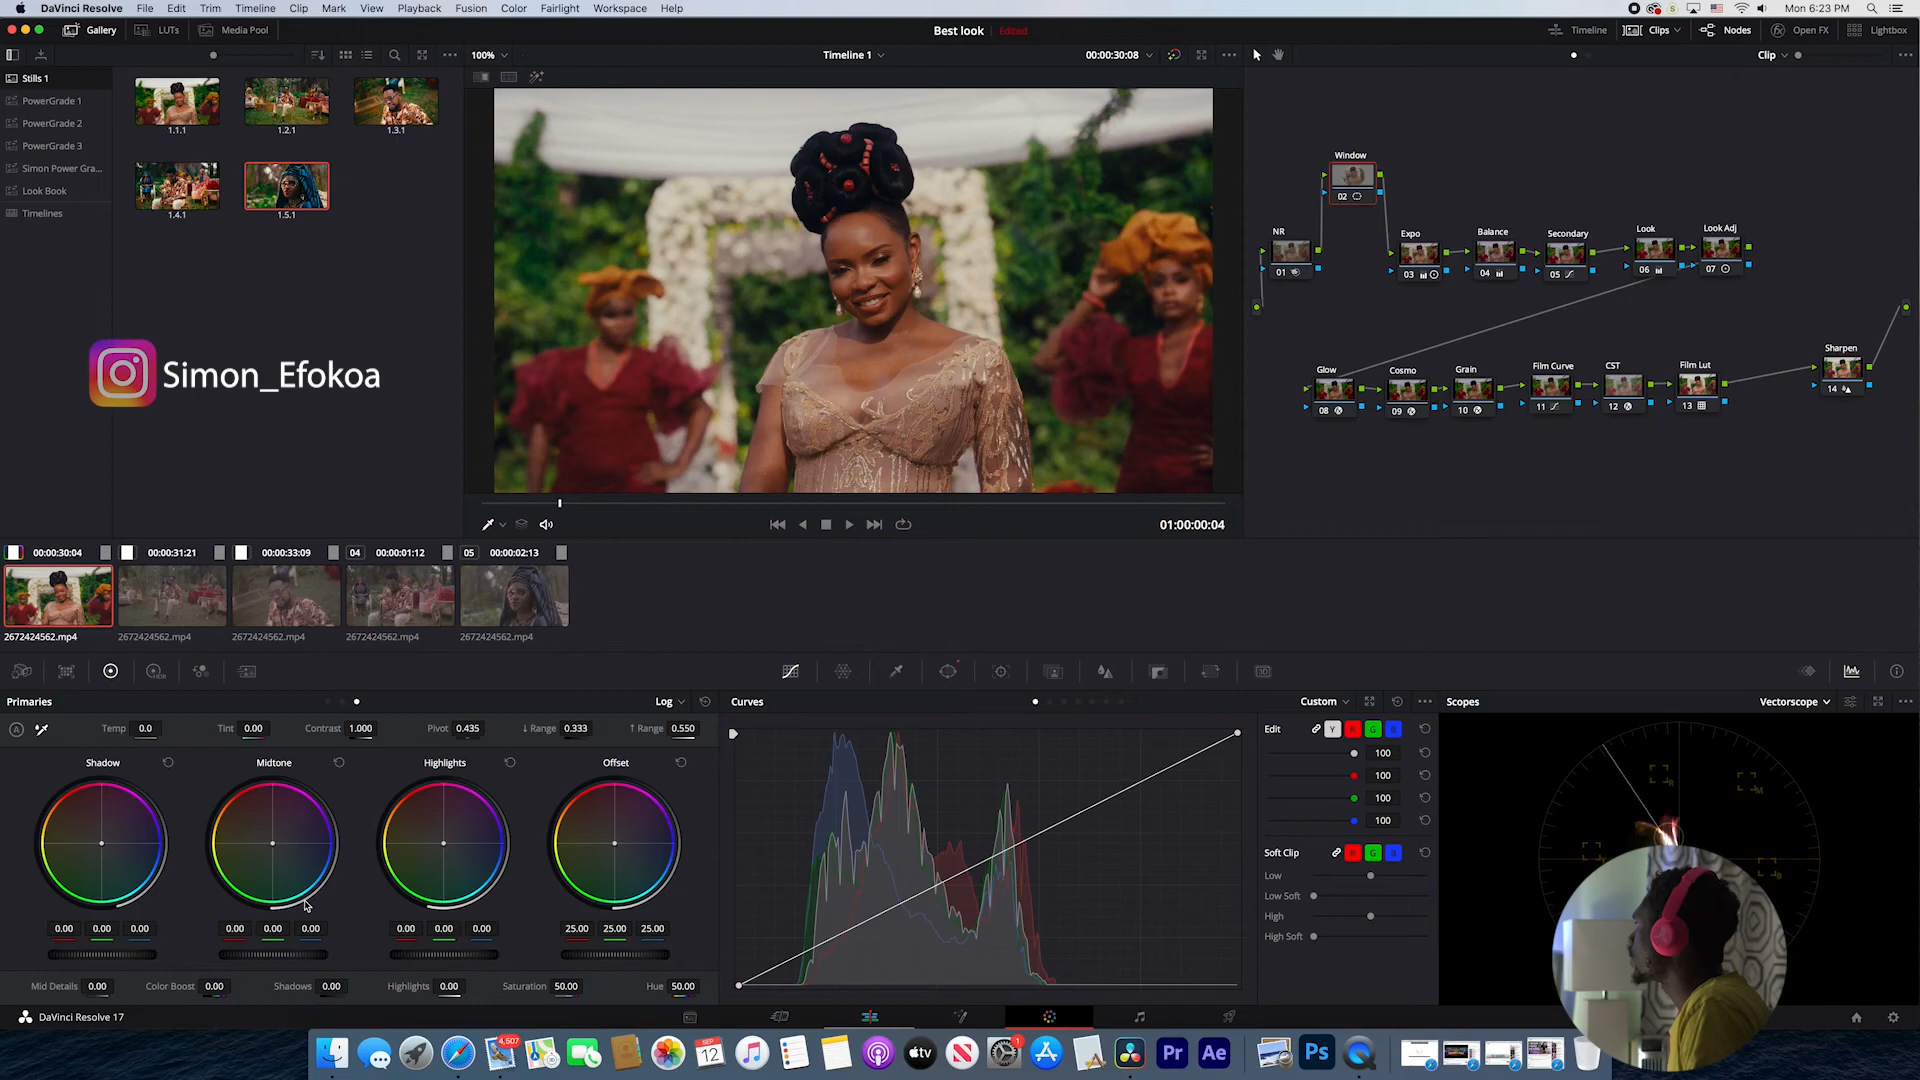 DaVinci Resolve File Edit Trim Timeline Clip Mark View Playback Fusion Color Fairlight Workspace Help
Mon 6:23 PM
Gallery LUTs Media Pool
Best look Edited
Timeline Clips Nodes Open FX Lightbox
100% Timeline 1 00:00:30:08 Clip
Stills 1
PowerGrade 1
PowerGrade 2
PowerGrade 3
Simon Power Gra...
Look Book
Timelines
1.1.1 1.2.1 1.3.1
1.4.1 1.5.1
Simon_Efokoa
Window
02
NR Expo Balance Secondary Look Look Adj
01 03 04 05 06 07
Glow Cosmo Grain Film Curve CST Film Lut Sharpen
08 09 10 11 12 13 14
01:00:00:04
00:00:30:04 00:00:31:21 00:00:33:09 04 00:00:01:12 05 00:00:02:13
2672424562.mp4 2672424562.mp4 2672424562.mp4 2672424562.mp4 2672424562.mp4
HDR
3D
Primaries Log
Temp 0.0 Tint 0.00 Contrast 1.000 Pivot 0.435 ↓ Range 0.333 ↑ Range 0.550
Shadow Midtone Highlights Offset
0.00 0.00 0.00 0.00 0.00 0.00 0.00 0.00 0.00 25.00 25.00 25.00
Mid Details 0.00 Color Boost 0.00 Shadows 0.00 Highlights 0.00 Saturation 50.00 Hue 50.00
Curves Custom
Edit Y R G B
100
100
100
100
Soft Clip R G B
Low
Low Soft
High
High Soft
Scopes Vectorscope
R M
B
DaVinci Resolve 17
4,607 SEP 12 tv 1 Pr Ae Ps